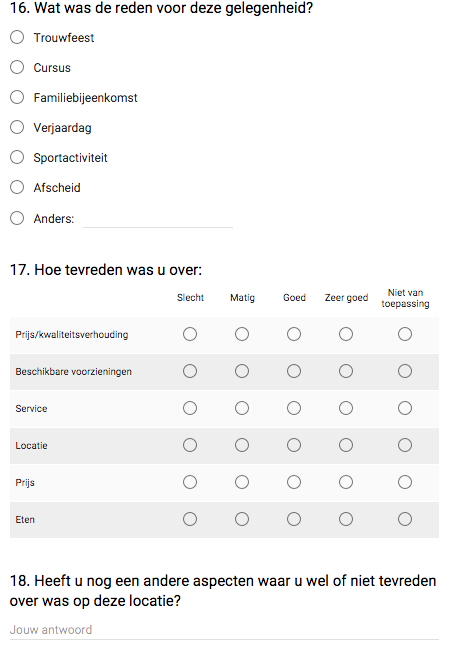 16. Wat was de reden voor deze gelegenheid?
Trouwfeest
Cursus
Familiebijeenkomst
Verjaardag
Sportactiviteit
Afscheid
Anders:
17. Hoe tevreden was u over:
Slecht Matig Goed Zeer goed Niet van toepassing
Prijs/kwaliteitsverhouding
Beschikbare voorzieningen
Service
Locatie
Prijs
Eten
18. Heeft u nog een andere aspecten waar u wel of niet tevreden
over was op deze locatie?
Jouw antwoord